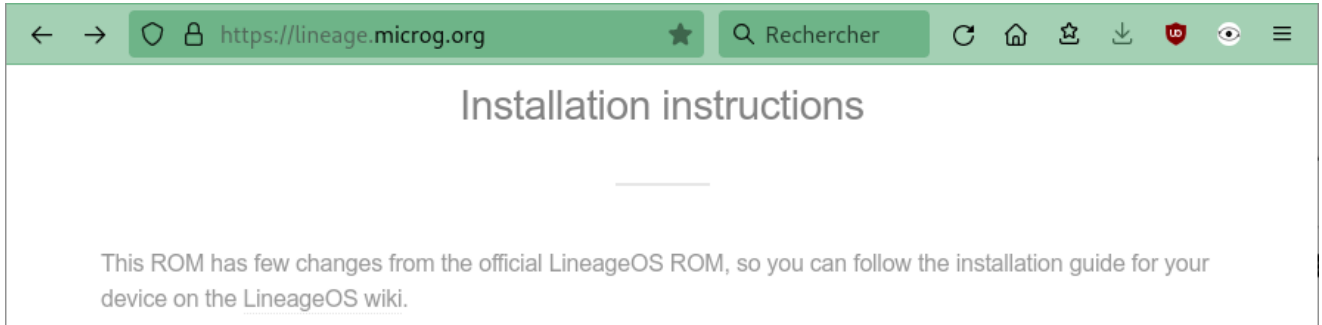 https://lineage.microg.org Rechercher
Installation instructions
This ROM has few changes from the official LineageOS ROM, so you can follow the installation guide for your
device on the LineageOS wiki.